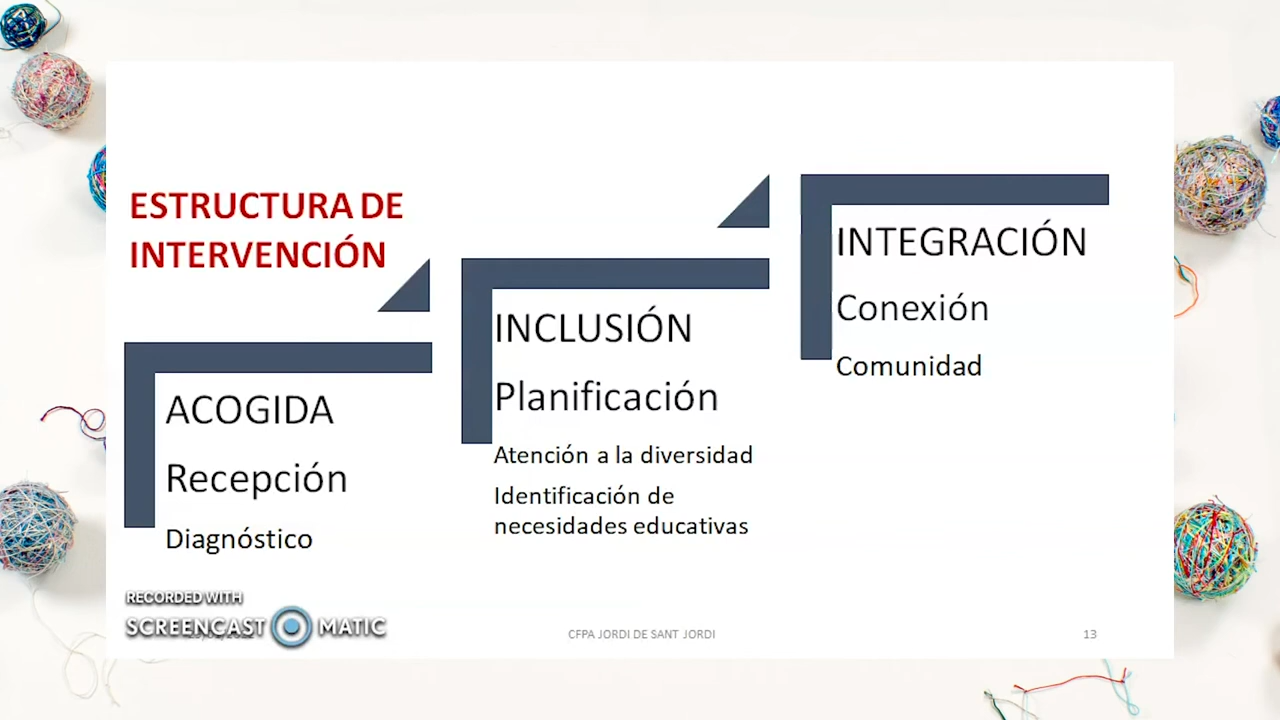 ESTRUCTURA DE
INTERVENCIÓN
ACOGIDA
Recepción
Diagnóstico
INCLUSIÓN
Planificación
Atención a la diversidad
Identificación de
necesidades educativas
INTEGRACIÓN
Conexión
Comunidad
RECORDED WITH
SCREENCAST MATIC
CFPA JORDI DE SANT JORDI
13